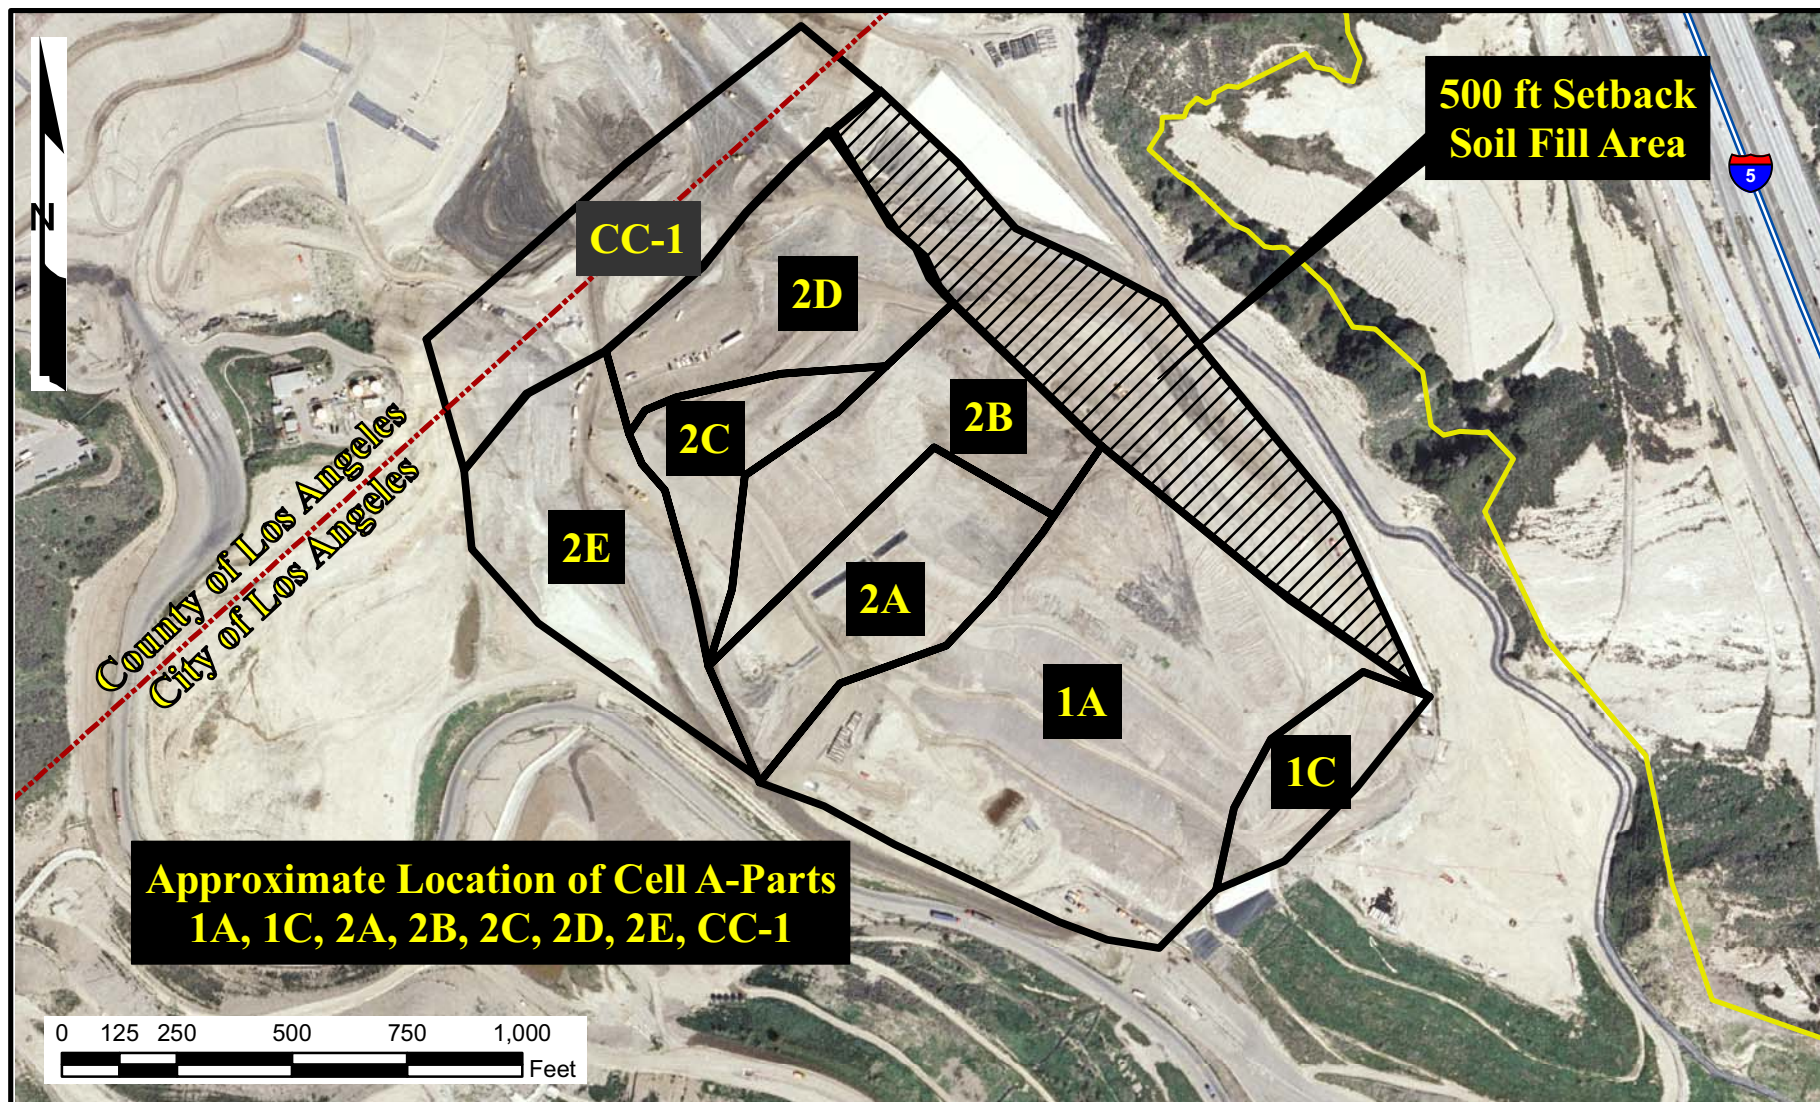 500 ft Setback
Soil Fill Area
5
N
CC-1
2D
2B
2C
2E
2A
1A
1C
County of Los Angeles
City of Los Angeles
Approximate Location of Cell A-Parts
1A, 1C, 2A, 2B, 2C, 2D, 2E, CC-1
0 125 250 500 750 1,000
Feet